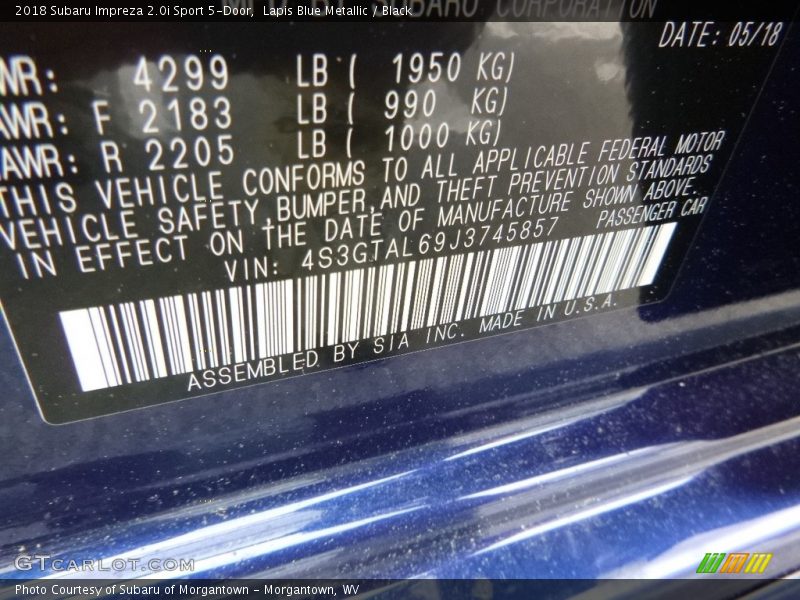 2018 Subaru Impreza 2.0i Sport 5-Door,  Lapis Blue Metallic / Black
SUBARU CORPORATION
DATE: 05/18
WR: 4299 LB ( 1950 KG)
AWR: F 2183 LB ( 990 KG)
AWR: R 2205 LB ( 1000 KG)
THIS VEHICLE CONFORMS TO ALL APPLICABLE FEDERAL MOTOR
VEHICLE SAFETY,BUMPER,AND THEFT PREVENTION STANDARDS
IN EFFECT ON THE DATE OF MANUFACTURE SHOWN ABOVE.
VIN: 4S3GTAL69J3745857 PASSENGER CAR
ASSEMBLED BY SIA INC. MADE IN U.S.A.
GTCARLOT.COM
Photo Courtesy of Subaru of Morgantown - Morgantown, WV